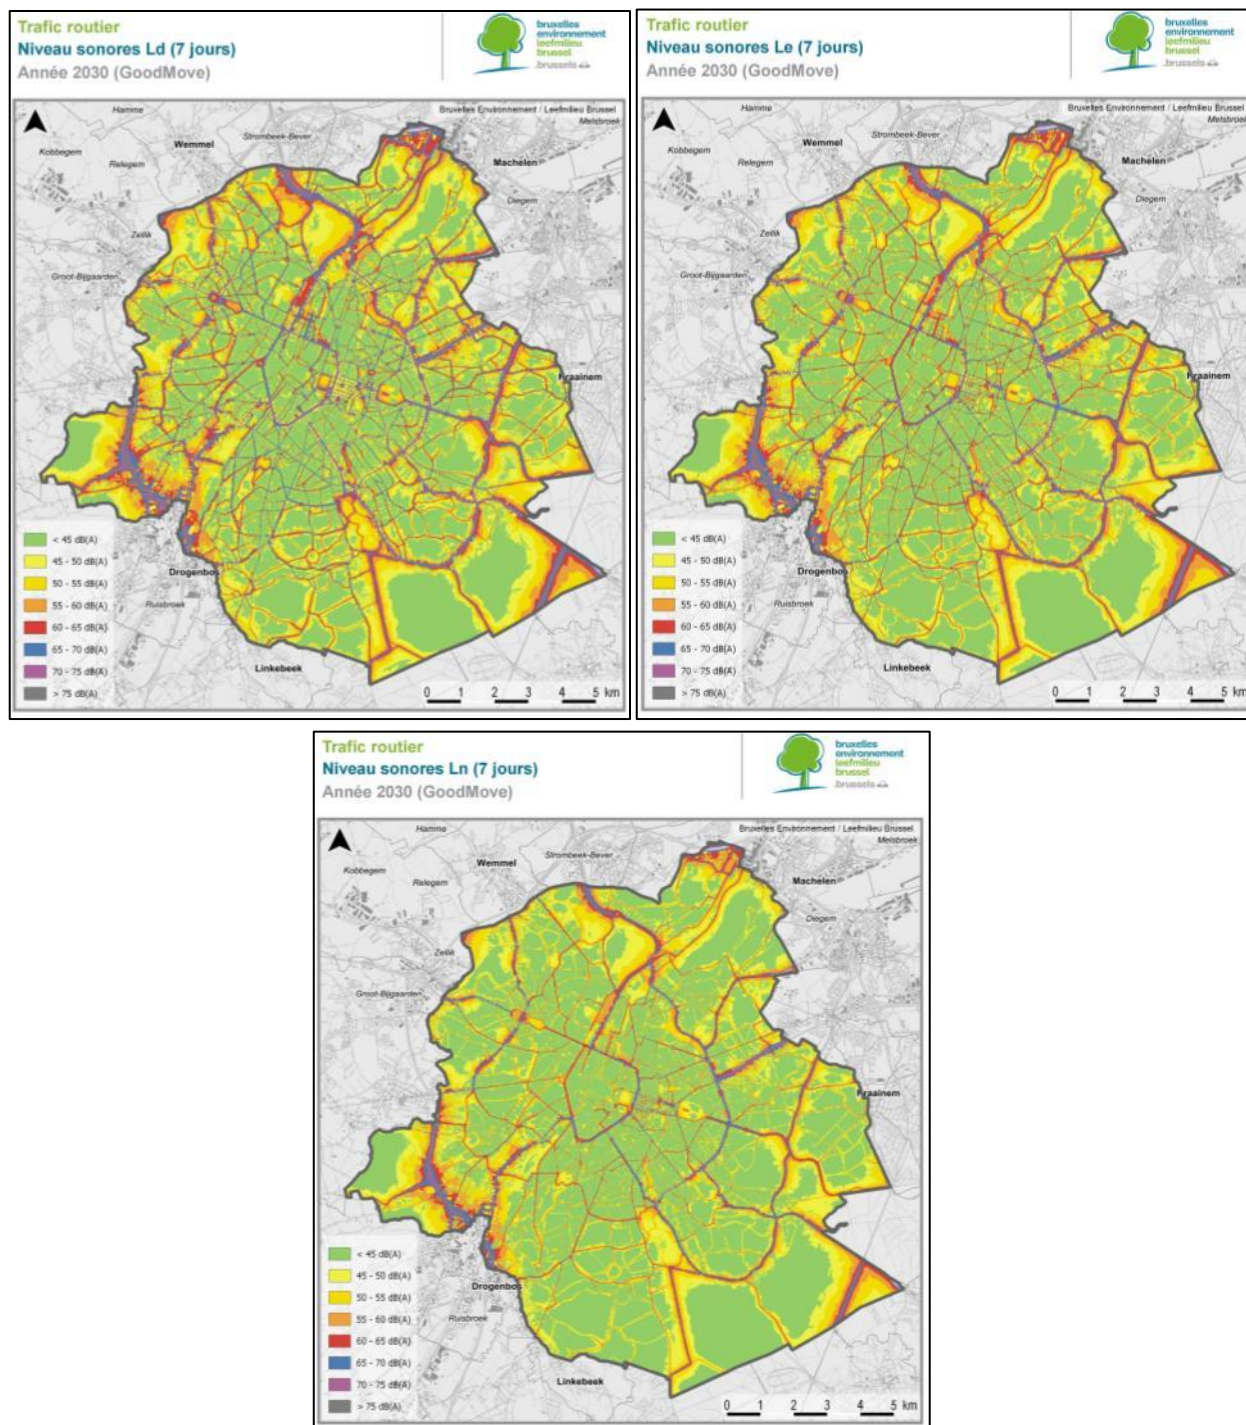 Trafic routier
Niveau sonores Ld (7 jours)
Année 2030 (GoodMove)
bruxelles
environnement
leefmilieu
brussel
.brussels
Bruxelles Environnement / Leefmilieu Brussel
Hamme
Melsbroek
Strombeek-Bever
Wemmel
Kobbegem
Relegem
Machelen
Diegem
Zellik
Groot-Bijgaarden
Kraainem
Drogenbos
Ruisbroek
Linkebeek
< 45 dB(A)
45 - 50 dB(A)
50 - 55 dB(A)
55 - 60 dB(A)
60 - 65 dB(A)
65 - 70 dB(A)
70 - 75 dB(A)
> 75 dB(A)
0 1 2 3 4 5 km
Trafic routier
Niveau sonores Le (7 jours)
Année 2030 (GoodMove)
bruxelles
environnement
leefmilieu
brussel
.brussels
Bruxelles Environnement / Leefmilieu Brussel
Hamme
Melsbroek
Strombeek-Bever
Wemmel
Kobbegem
Relegem
Machelen
Diegem
Zellik
Groot-Bijgaarden
Kraainem
Drogenbos
Ruisbroek
Linkebeek
< 45 dB(A)
45 - 50 dB(A)
50 - 55 dB(A)
55 - 60 dB(A)
60 - 65 dB(A)
65 - 70 dB(A)
70 - 75 dB(A)
> 75 dB(A)
0 1 2 3 4 5 km
Trafic routier
Niveau sonores Ln (7 jours)
Année 2030 (GoodMove)
bruxelles
environnement
leefmilieu
brussel
.brussels
Bruxelles Environnement / Leefmilieu Brussel
Hamme
Melsbroek
Strombeek-Bever
Wemmel
Kobbegem
Relegem
Machelen
Diegem
Zellik
Groot-Bijgaarden
Kraainem
Drogenbos
Ruisbroek
Linkebeek
< 45 dB(A)
45 - 50 dB(A)
50 - 55 dB(A)
55 - 60 dB(A)
60 - 65 dB(A)
65 - 70 dB(A)
70 - 75 dB(A)
> 75 dB(A)
0 1 2 3 4 5 km